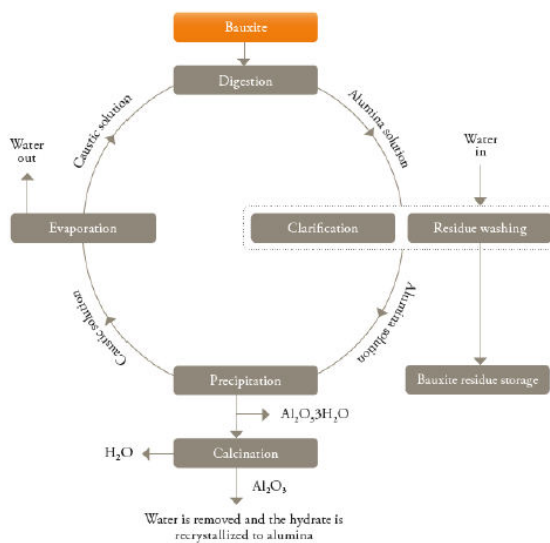 Bauxite
Digestion
Caustic solution
Alumina solution
Water
out
Water
in
Evaporation
Clarification
Residue washing
Caustic solution
Alumina solution
Precipitation
Bauxite residue storage
Al₂O₃3H₂O
H₂O
Calcination
Al₂O₃
Water is removed and the hydrate is
recrystallized to alumina